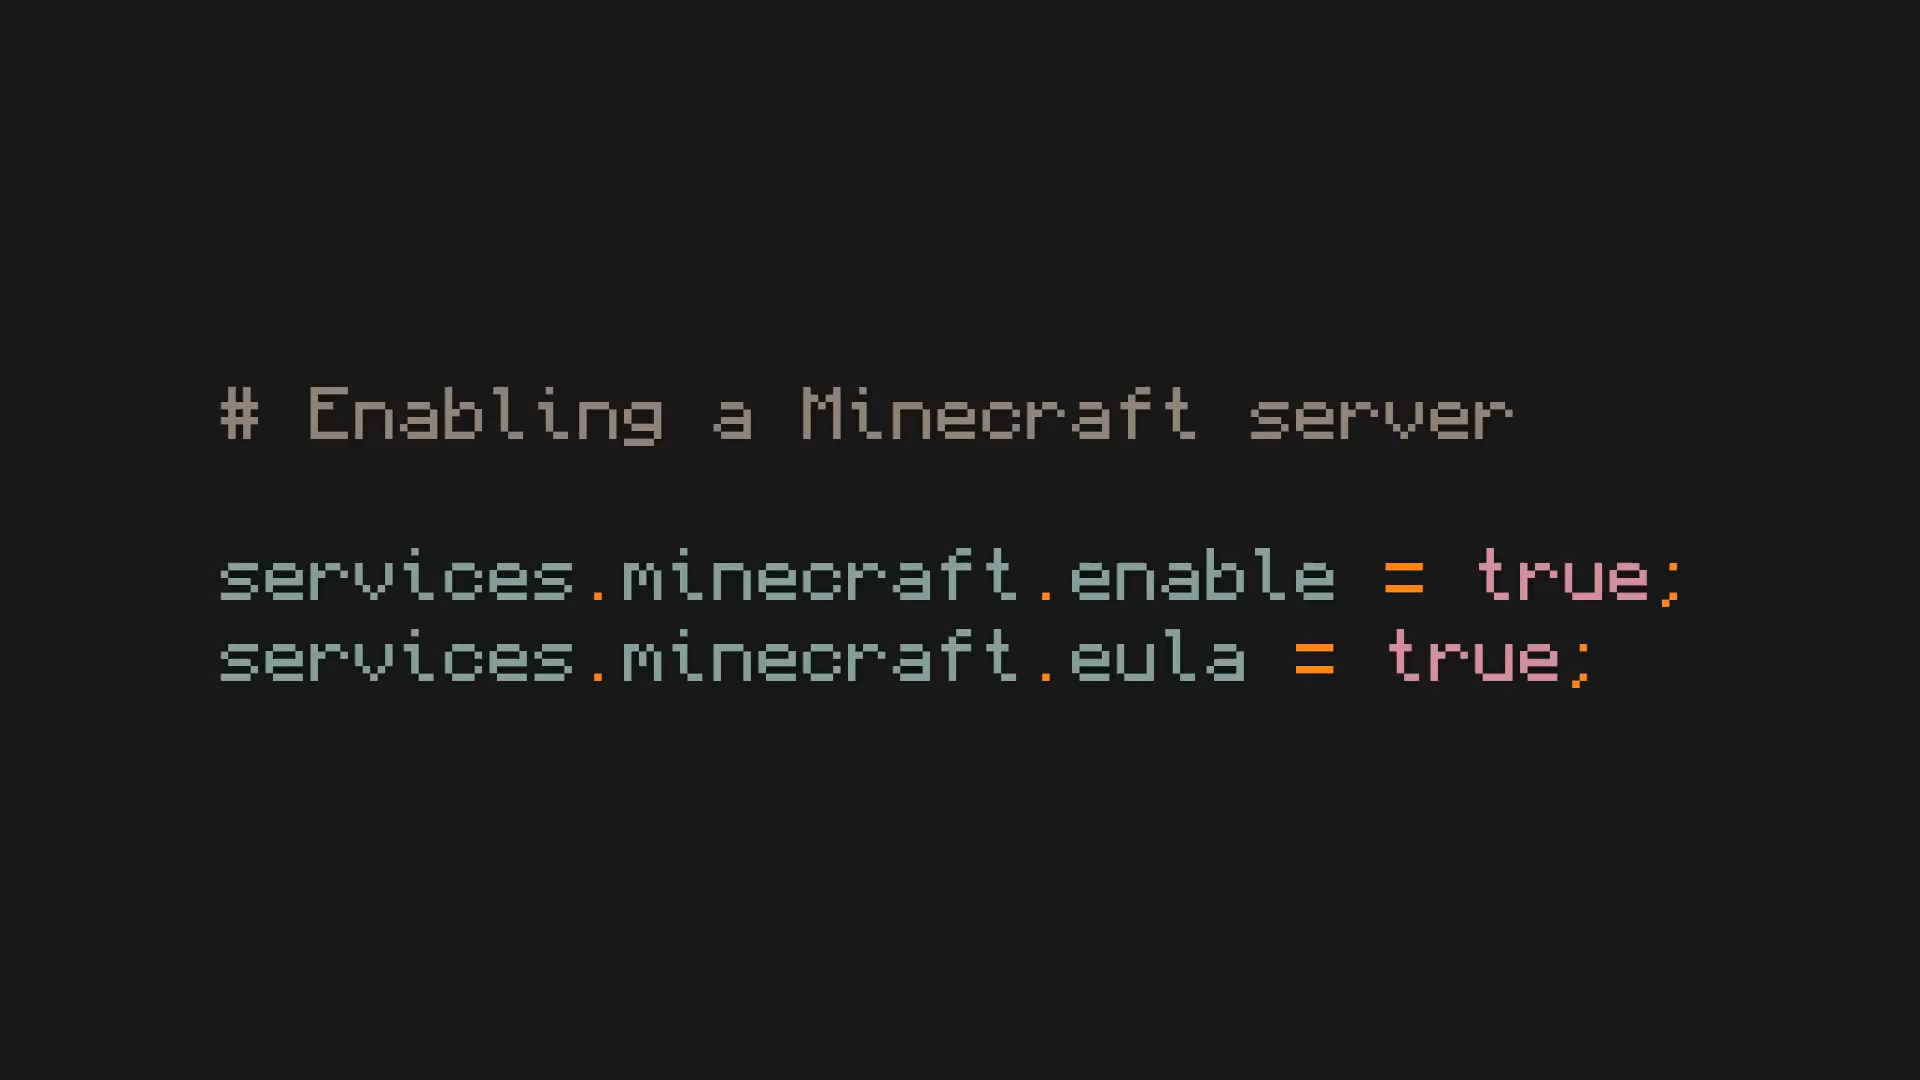 # Enabling a Minecraft server
services.minecraft.enable = true;
services.minecraft.eula = true;